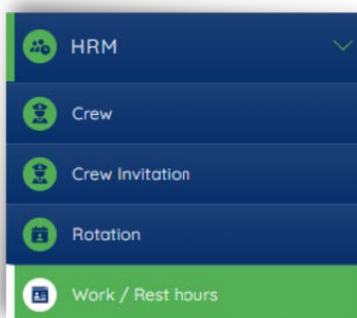 HRM
Crew
Crew Invitation
Rotation
Work / Rest hours